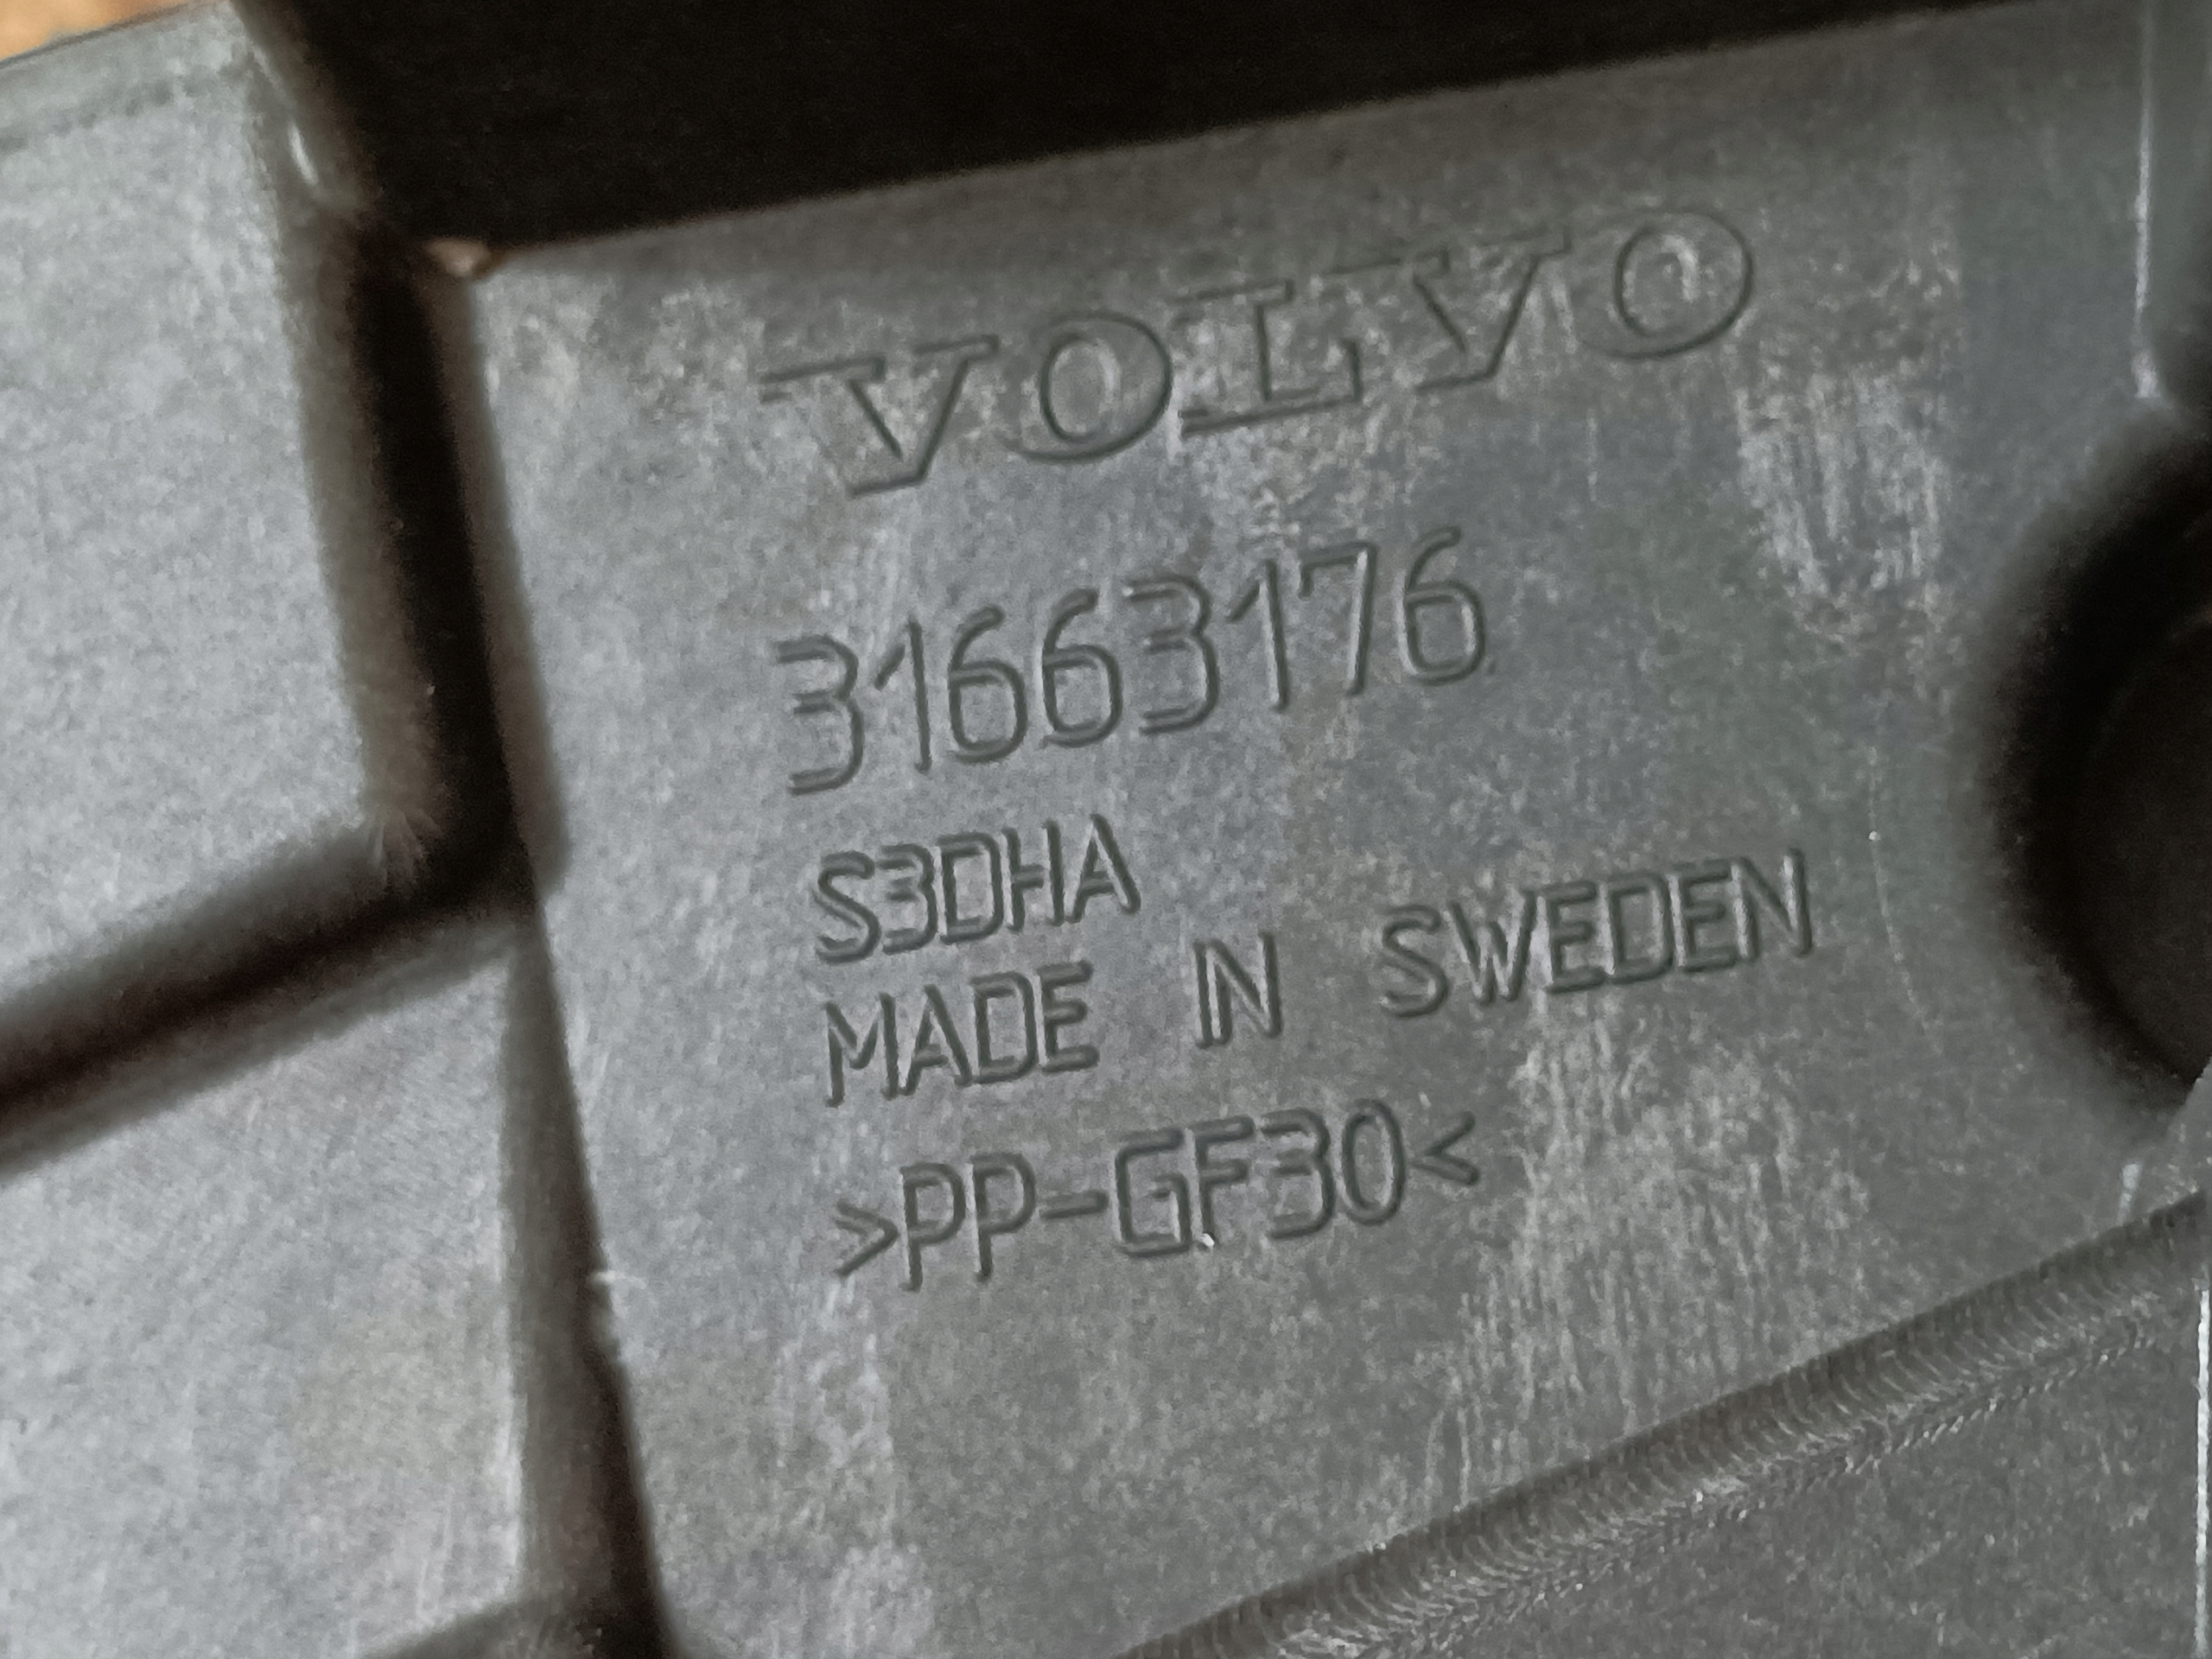 VOLVO
31663176
S3DHA
MADE IN SWEDEN
>PP-GF30<